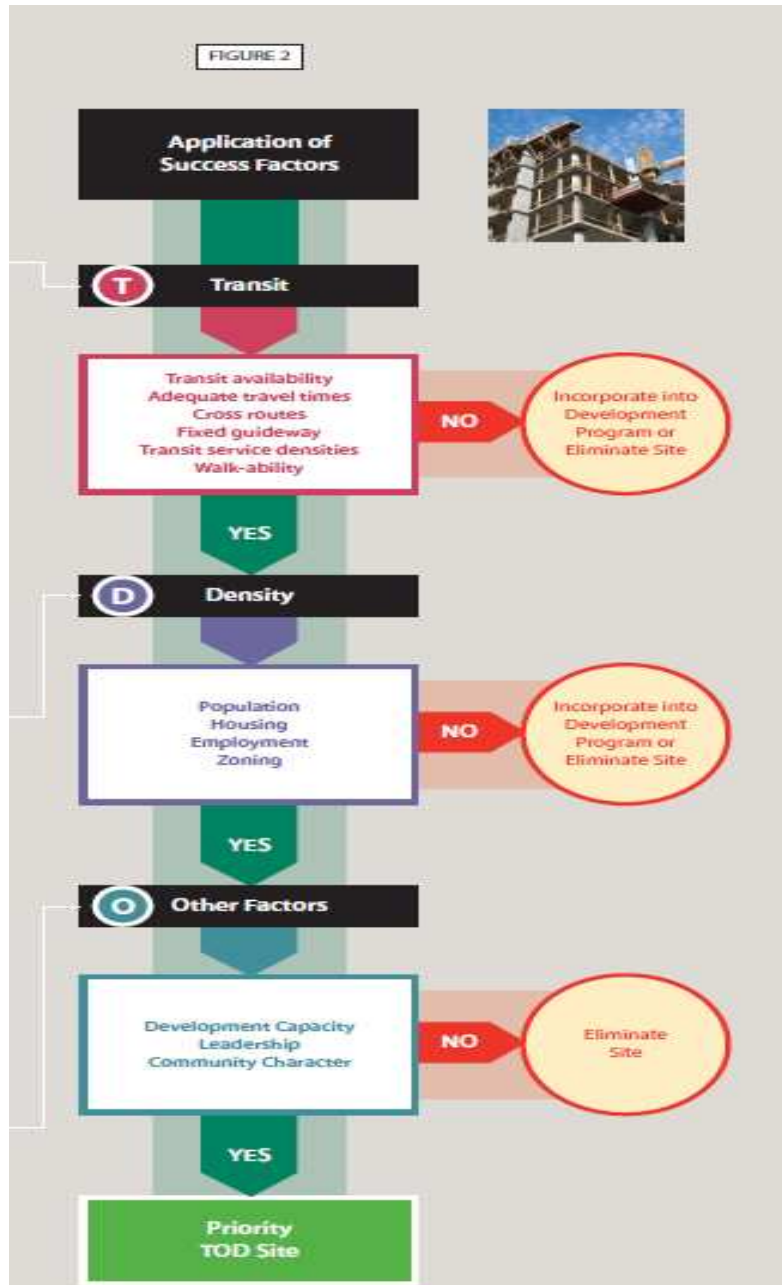 FIGURE 2
Application of
Success Factors
T
Transit
Transit availability
Adequate travel times
Cross routes
Fixed guideway
Transit service densities
Walk-ability
NO
Incorporate into
Development
Program or
Eliminate Site
YES
D
Density
Population
Housing
Employment
Zoning
NO
Incorporate into
Development
Program or
Eliminate Site
YES
O
Other Factors
Development Capacity
Leadership
Community Character
NO
Eliminate
Site
YES
Priority
TOD Site